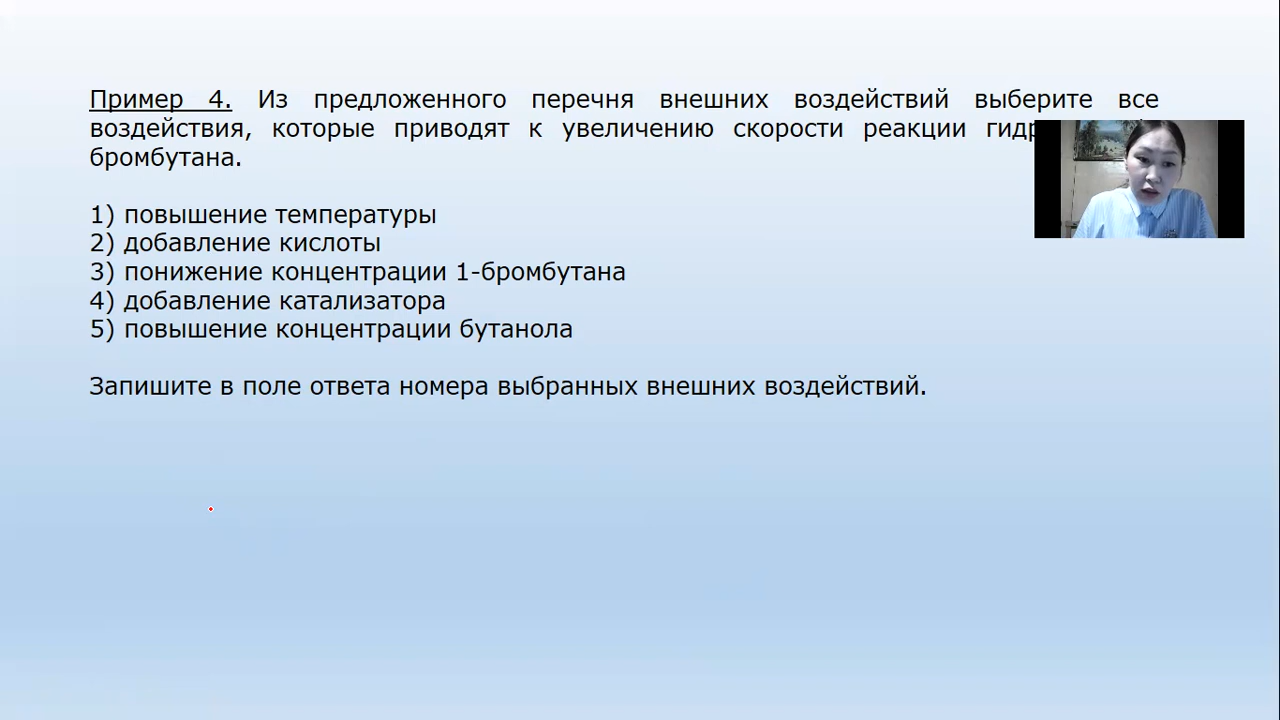 Пример 4. Из предложенного перечня внешних воздействий выберите все
воздействия, которые приводят к увеличению скорости реакции
бромбутана.
1) повышение температуры
2) добавление кислоты
3) понижение концентрации 1-бромбутана
4) добавление катализатора
5) повышение концентрации бутанола
Запишите в поле ответа номера выбранных внешних воздействий.